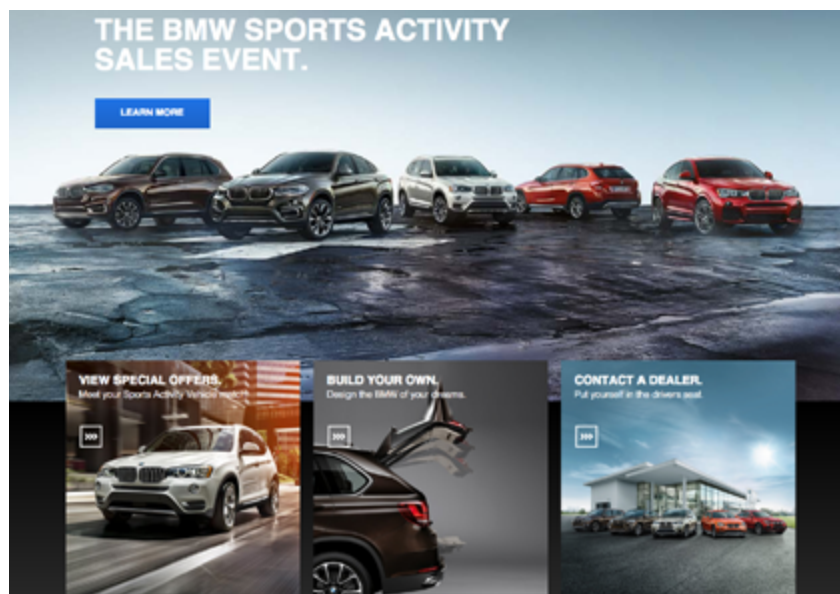 THE BMW SPORTS ACTIVITY
SALES EVENT.
LEARN MORE
VIEW SPECIAL OFFERS.
Meet your Sports Activity Vehicle match.
BUILD YOUR OWN.
Design the BMW of your dreams.
CONTACT A DEALER.
Put yourself in the drivers seat.